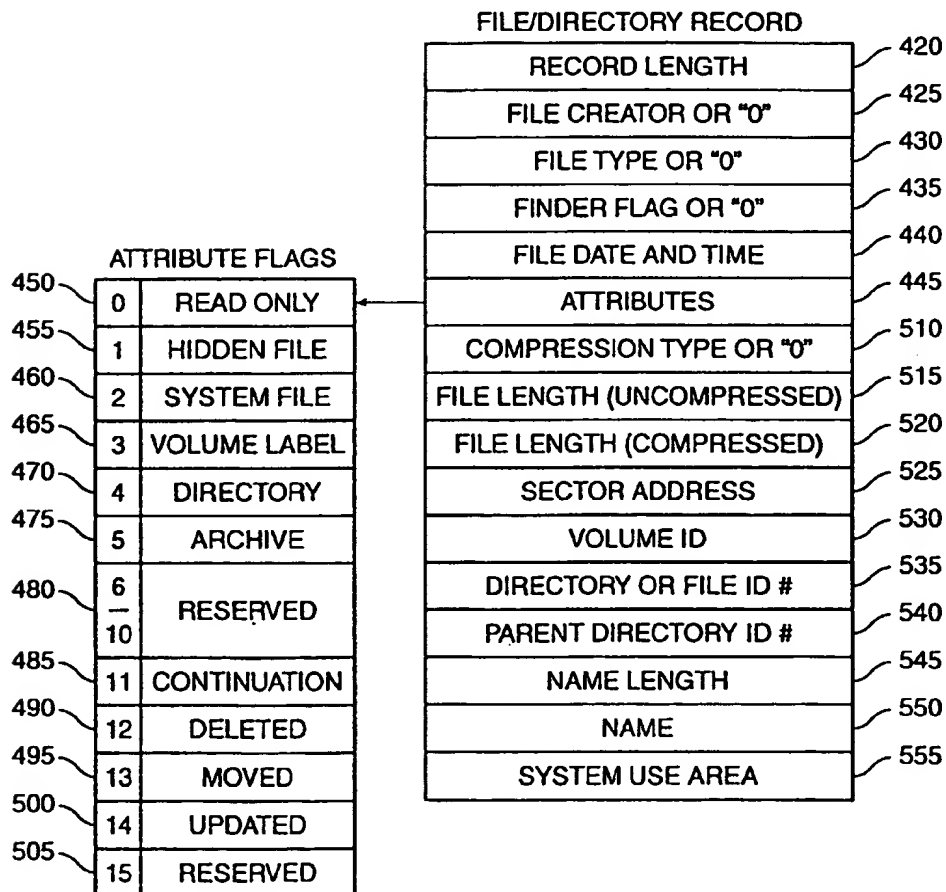 FILE/DIRECTORY RECORD
RECORD LENGTH 420
FILE CREATOR OR "0" 425
FILE TYPE OR "0" 430
FINDER FLAG OR "0" 435
FILE DATE AND TIME 440
ATTRIBUTES 445
COMPRESSION TYPE OR "0" 510
FILE LENGTH (UNCOMPRESSED) 515
FILE LENGTH (COMPRESSED) 520
SECTOR ADDRESS 525
VOLUME ID 530
DIRECTORY OR FILE ID # 535
PARENT DIRECTORY ID # 540
NAME LENGTH 545
NAME 550
SYSTEM USE AREA 555
ATTRIBUTE FLAGS
450 0 READ ONLY
455 1 HIDDEN FILE
460 2 SYSTEM FILE
465 3 VOLUME LABEL
470 4 DIRECTORY
475 5 ARCHIVE
480 6 — 10 RESERVED
485 11 CONTINUATION
490 12 DELETED
495 13 MOVED
500 14 UPDATED
505 15 RESERVED